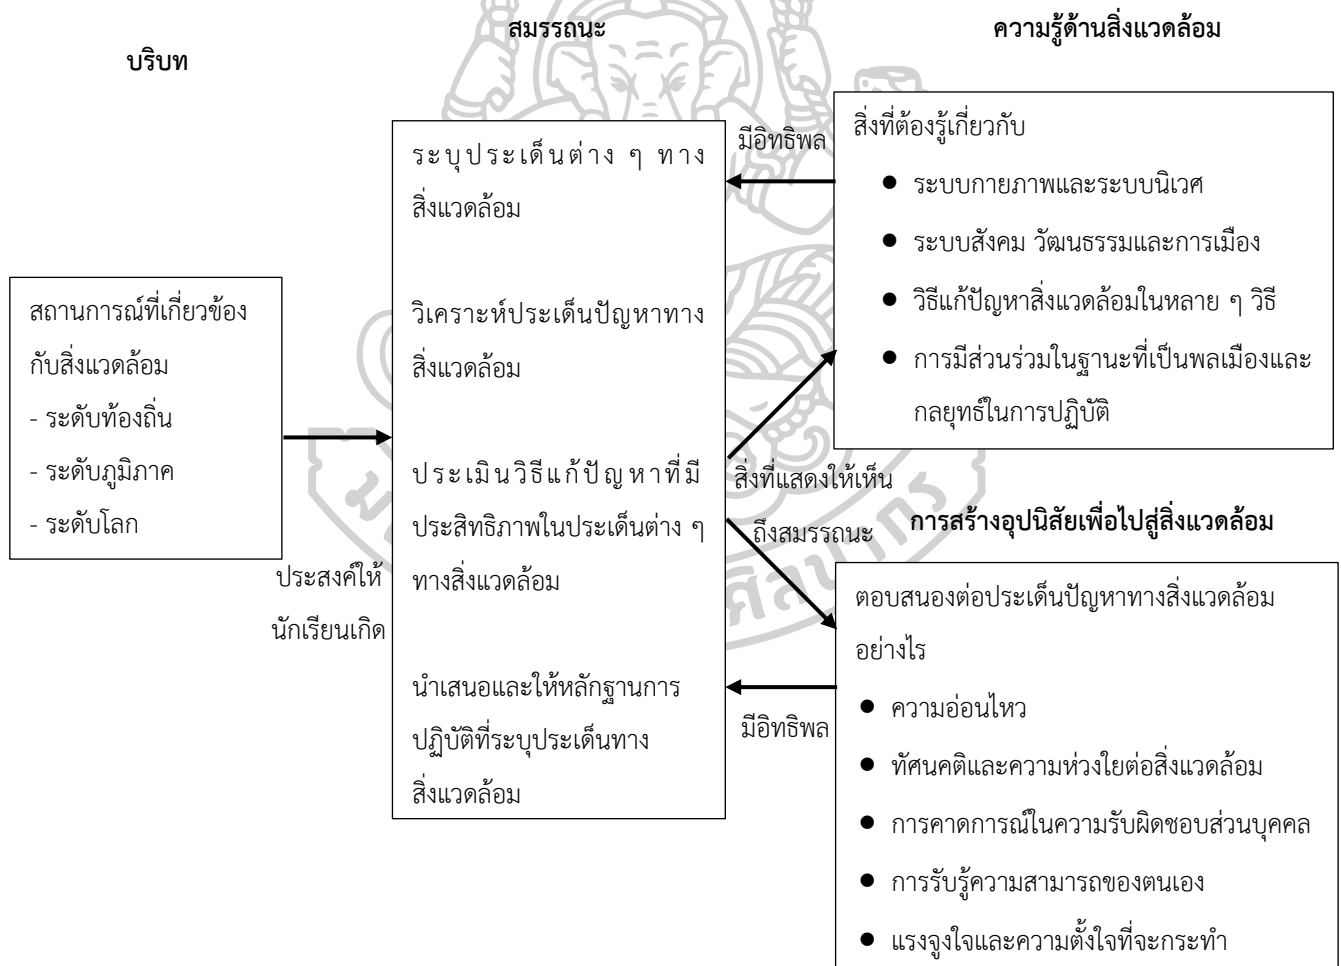 บริบท
สถานการณ์ที่เกี่ยวข้อง
กับสิ่งแวดล้อม
- ระดับท้องถิ่น
- ระดับภูมิภาค
- ระดับโลก
ประสงค์ให้
นักเรียนเกิด
สมรรถนะ
ระบุประเด็นต่าง ๆ ทาง
สิ่งแวดล้อม
วิเคราะห์ประเด็นปัญหาทาง
สิ่งแวดล้อม
ประเมินวิธีแก้ปัญหาที่มี
ประสิทธิภาพในประเด็นต่าง ๆ
ทางสิ่งแวดล้อม
นำเสนอและให้หลักฐานการ
ปฏิบัติที่ระบุประเด็นทาง
สิ่งแวดล้อม
มีอิทธิพล
สิ่งที่แสดงให้เห็น
ถึงสมรรถนะ
มีอิทธิพล
ความรู้ด้านสิ่งแวดล้อม
สิ่งที่ต้องรู้เกี่ยวกับ
● ระบบกายภาพและระบบนิเวศ
● ระบบสังคม วัฒนธรรมและการเมือง
● วิธีแก้ปัญหาสิ่งแวดล้อมในหลาย ๆ วิธี
● การมีส่วนร่วมในฐานะที่เป็นพลเมืองและ
กลยุทธ์ในการปฏิบัติ
การสร้างอุปนิสัยเพื่อไปสู่สิ่งแวดล้อม
ตอบสนองต่อประเด็นปัญหาทางสิ่งแวดล้อม
อย่างไร
● ความอ่อนไหว
● ทัศนคติและความห่วงใยต่อสิ่งแวดล้อม
● การคาดการณ์ในความรับผิดชอบส่วนบุคคล
● การรับรู้ความสามารถของตนเอง
● แรงจูงใจและความตั้งใจที่จะกระทำ